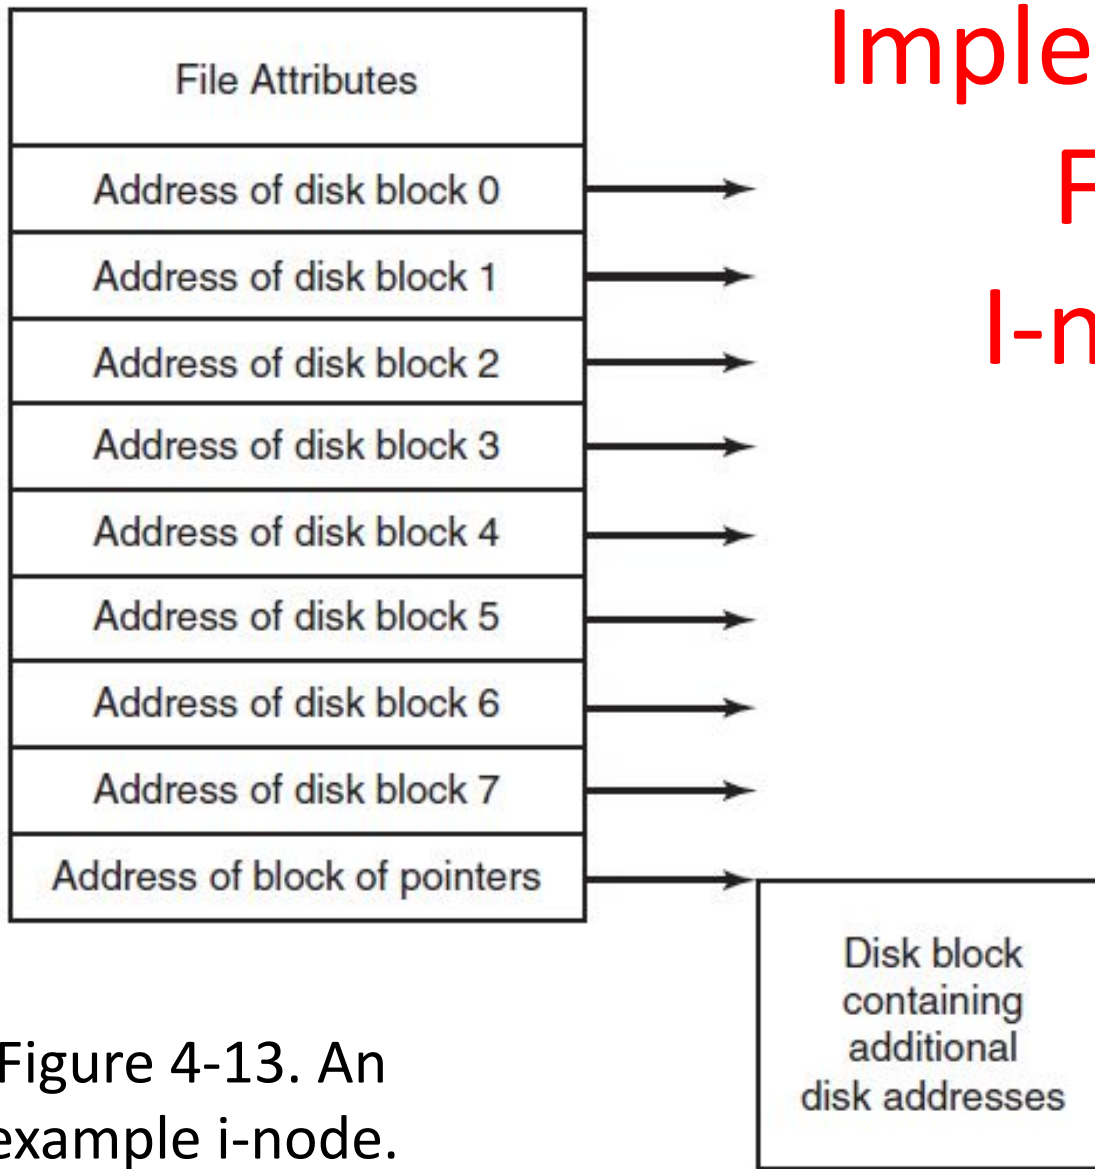 Imple
F
I-n
File Attributes
Address of disk block 0
Address of disk block 1
Address of disk block 2
Address of disk block 3
Address of disk block 4
Address of disk block 5
Address of disk block 6
Address of disk block 7
Address of block of pointers
Disk block
containing
additional
disk addresses
Figure 4-13. An
example i-node.